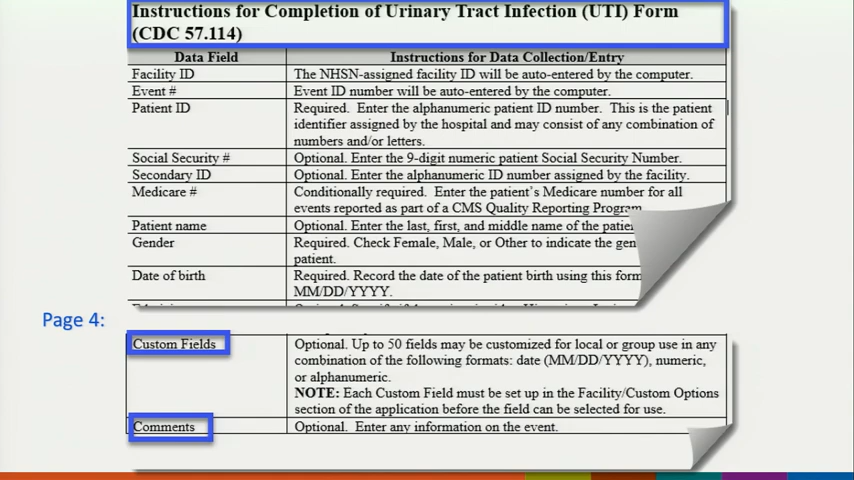 Instructions for Completion of Urinary Tract Infection (UTI) Form
(CDC 57.114)
Data Field Instructions for Data Collection/Entry
Facility ID The NHSN-assigned facility ID will be auto-entered by the computer.
Event # Event ID number will be auto-entered by the computer.
Patient ID Required. Enter the alphanumeric patient ID number. This is the patient
identifier assigned by the hospital and may consist of any combination of
numbers and/or letters.
Social Security # Optional. Enter the 9-digit numeric patient Social Security Number.
Secondary ID Optional. Enter the alphanumeric ID number assigned by the facility.
Medicare # Conditionally required. Enter the patient's Medicare number for all
events reported as part of a CMS Quality Reporting Program
Patient name Optional. Enter the last, first, and middle name of the
Gender Required. Check Female, Male, or Other to indicate the
patient.
Date of birth Required. Record the date of the patient birth using this
MM/DD/YYYY.
Page 4:
Custom Fields Optional. Up to 50 fields may be customized for local or group use in any
combination of the following formats: date (MM/DD/YYYY), numeric,
or alphanumeric.
NOTE: Each Custom Field must be set up in the Facility/Custom Options
section of the application before the field can be selected for use.
Comments Optional. Enter any information on the event.